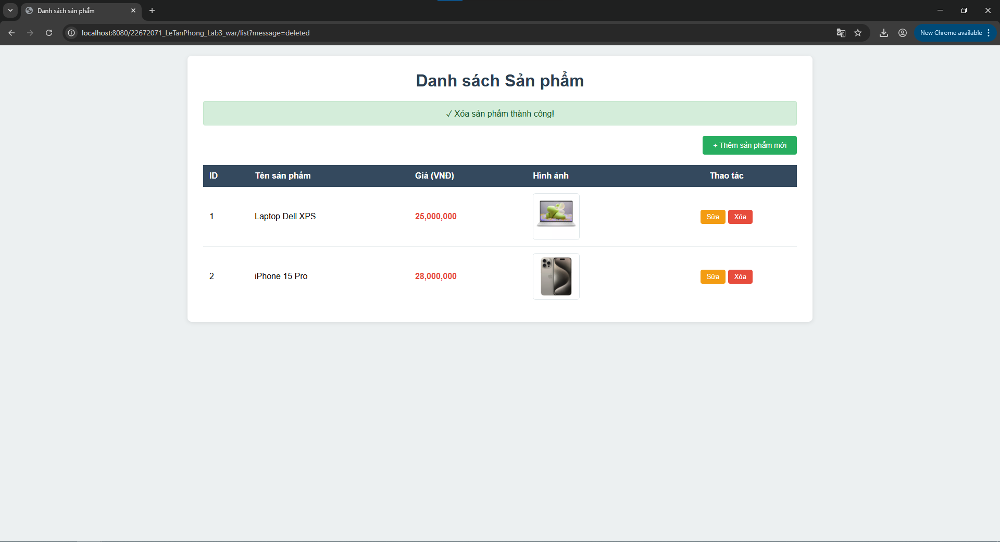 Danh sách sản phẩm
localhost:8080/22672071_LeTanPhong_Lab3_war/list?message=deleted
New Chrome available
Danh sách Sản phẩm
✓ Xóa sản phẩm thành công!
+ Thêm sản phẩm mới
ID Tên sản phẩm Giá (VNĐ) Hình ảnh Thao tác
1 Laptop Dell XPS 25,000,000 Sửa Xóa
2 iPhone 15 Pro 28,000,000 Sửa Xóa